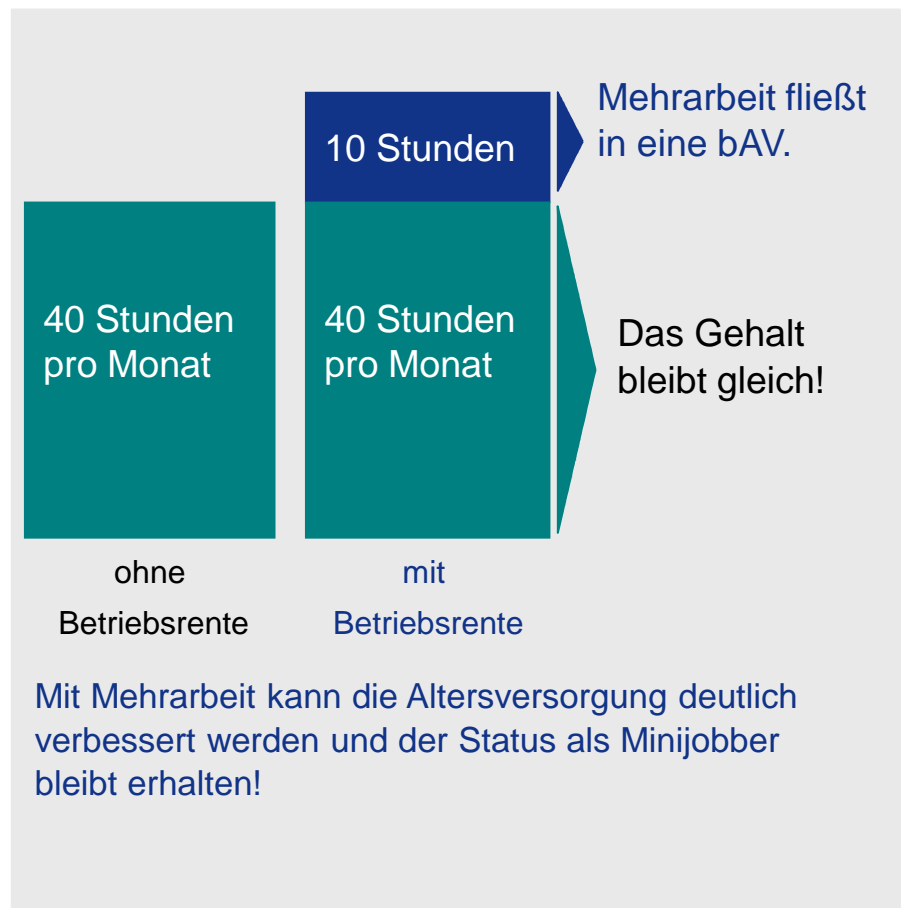 Mehrarbeit fließt
in eine bAV.
10 Stunden
40 Stunden
pro Monat
40 Stunden
pro Monat
Das Gehalt
bleibt gleich!
ohne
Betriebsrente
mit
Betriebsrente
Mit Mehrarbeit kann die Altersversorgung deutlich
verbessert werden und der Status als Minijobber
bleibt erhalten!